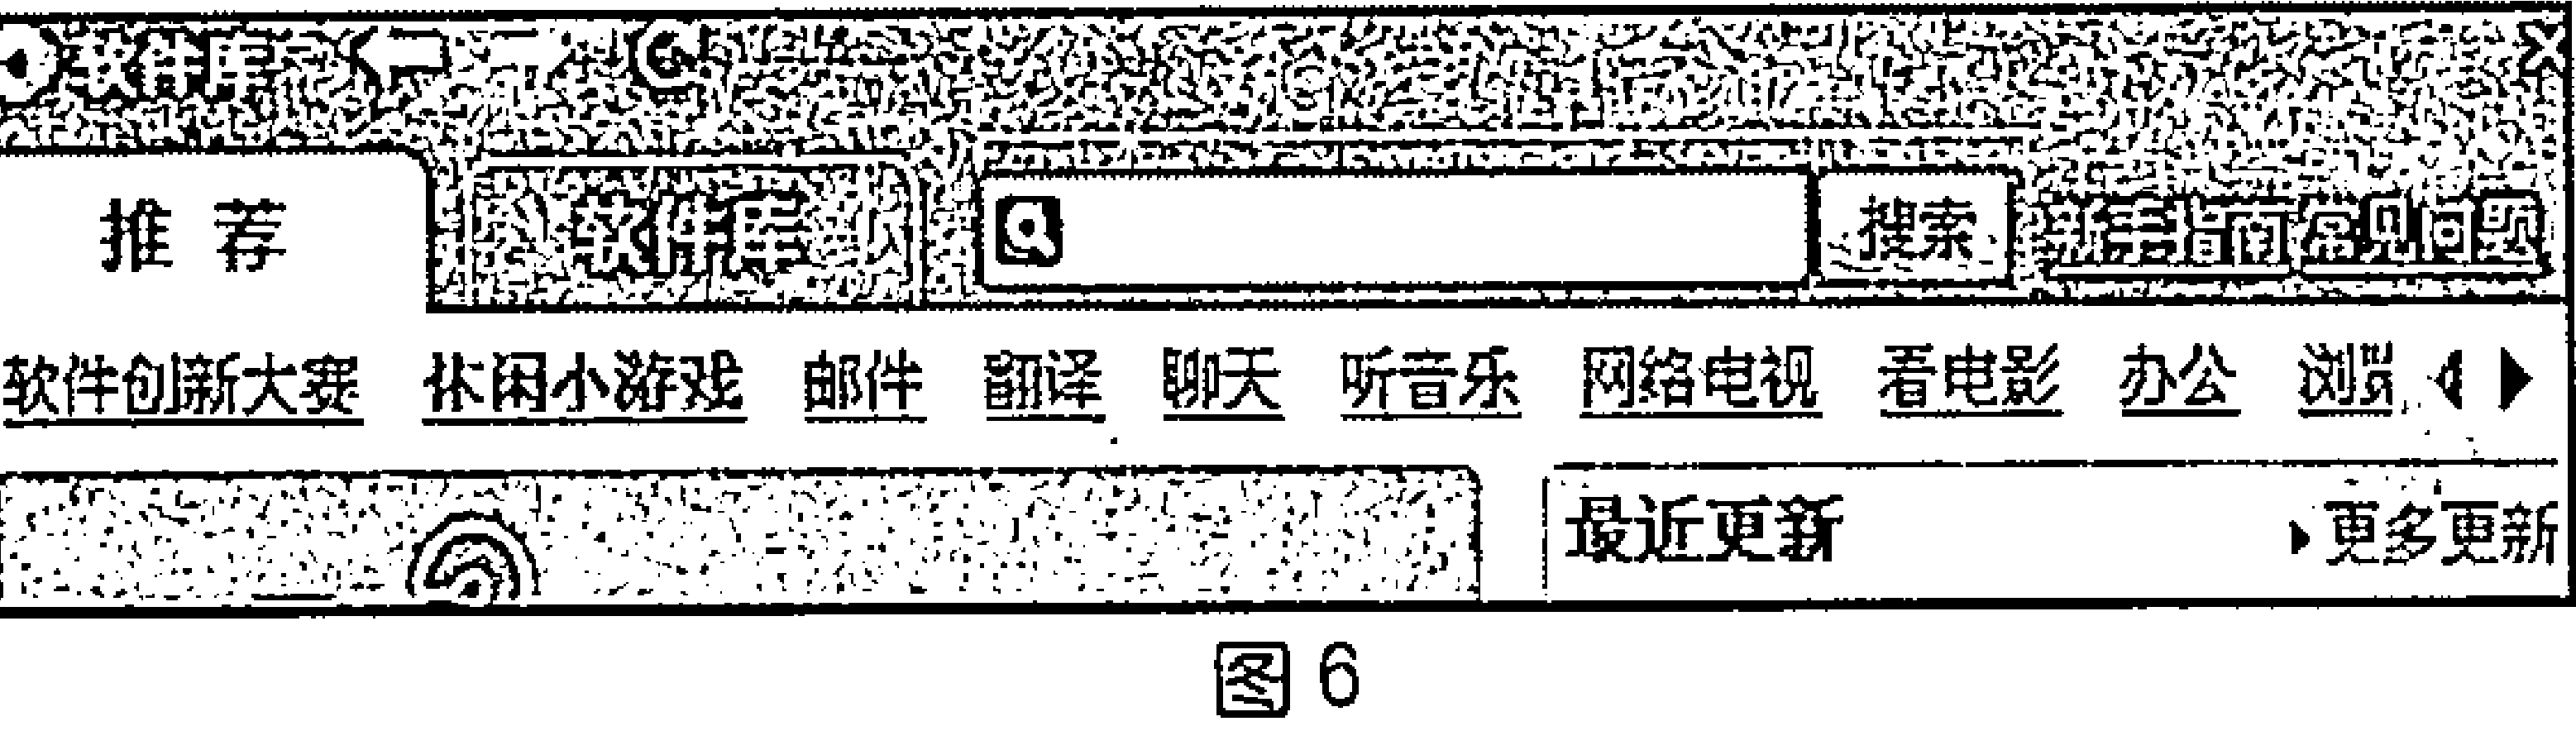 软件库
推荐 软件库 搜索 新手指南 常见问题
软件创新大赛 休闲小游戏 邮件 翻译 聊天 听音乐 网络电视 看电影 办公 浏览
最近更新 更多更新
图6